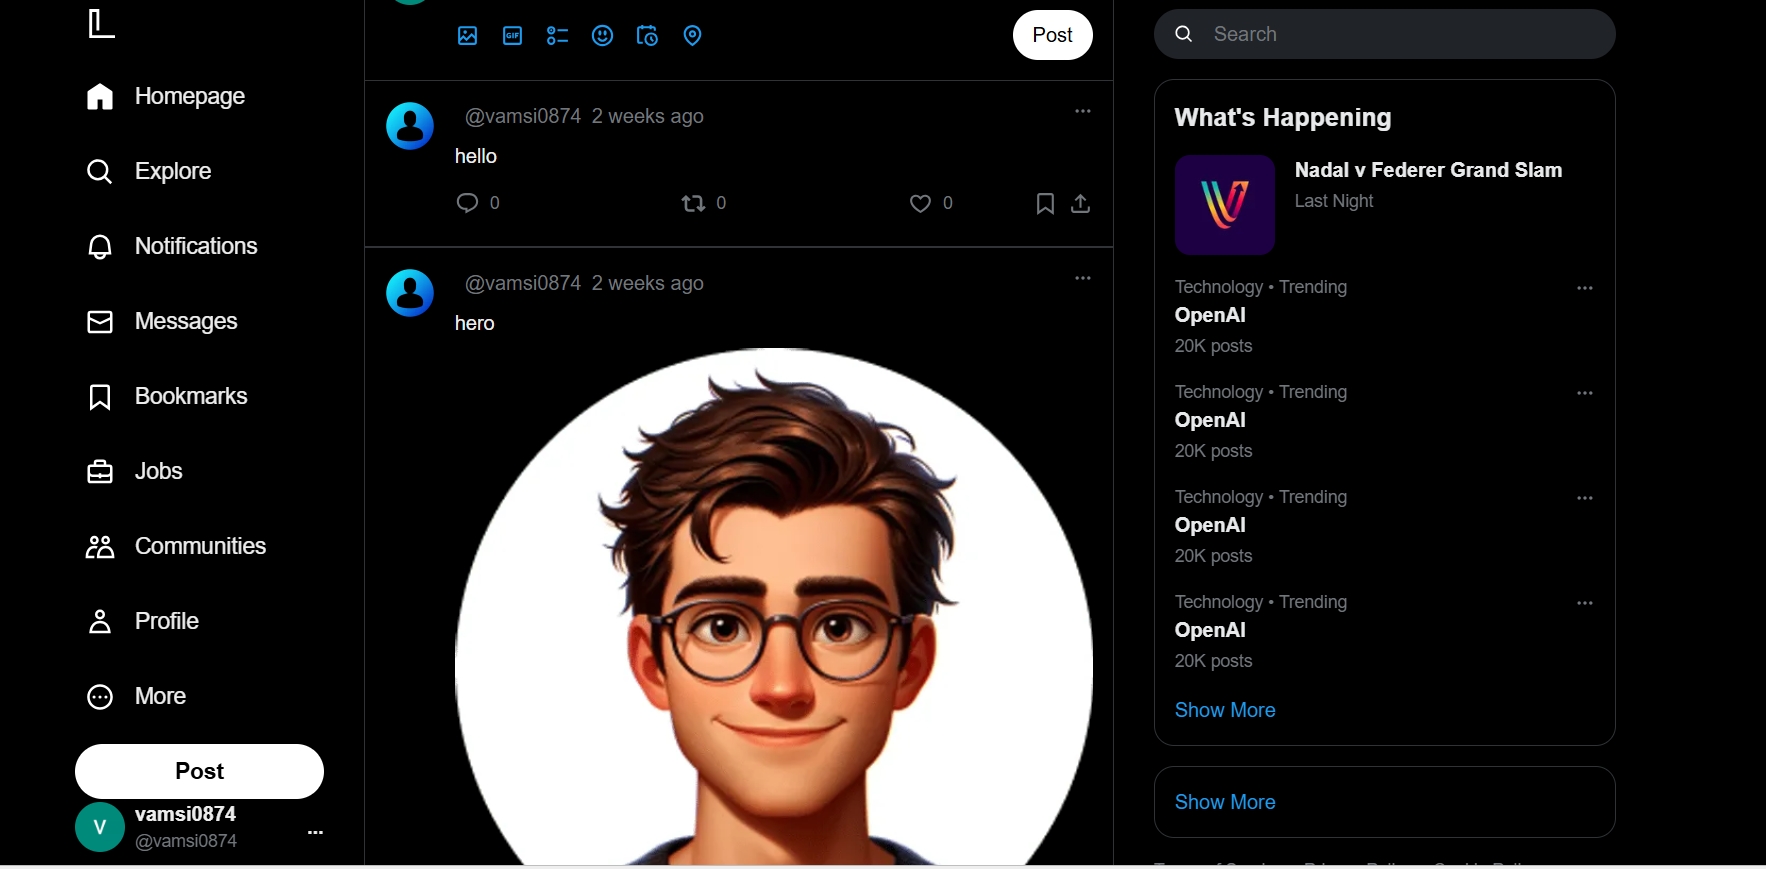 Homepage
Explore
Notifications
Messages
Bookmarks
Jobs
Communities
Profile
More
Post
V
vamsi0874
@vamsi0874
...
GIF
Post
@vamsi0874 2 weeks ago
hello
0 0 0
@vamsi0874 2 weeks ago
hero
Search
What's Happening
Nadal v Federer Grand Slam
Last Night
Technology • Trending
OpenAI
20K posts
Technology • Trending
OpenAI
20K posts
Technology • Trending
OpenAI
20K posts
Technology • Trending
OpenAI
20K posts
Show More
Show More